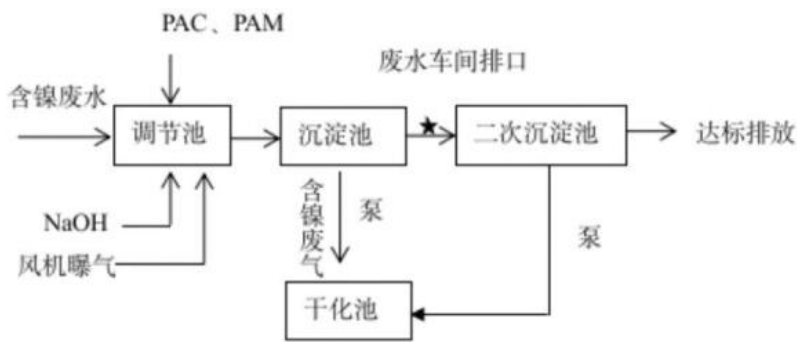 PAC、PAM
废水车间排口
含镍废水
调节池
沉淀池
★
二次沉淀池
达标排放
NaOH
风机曝气
含镍废气
泵
泵
干化池